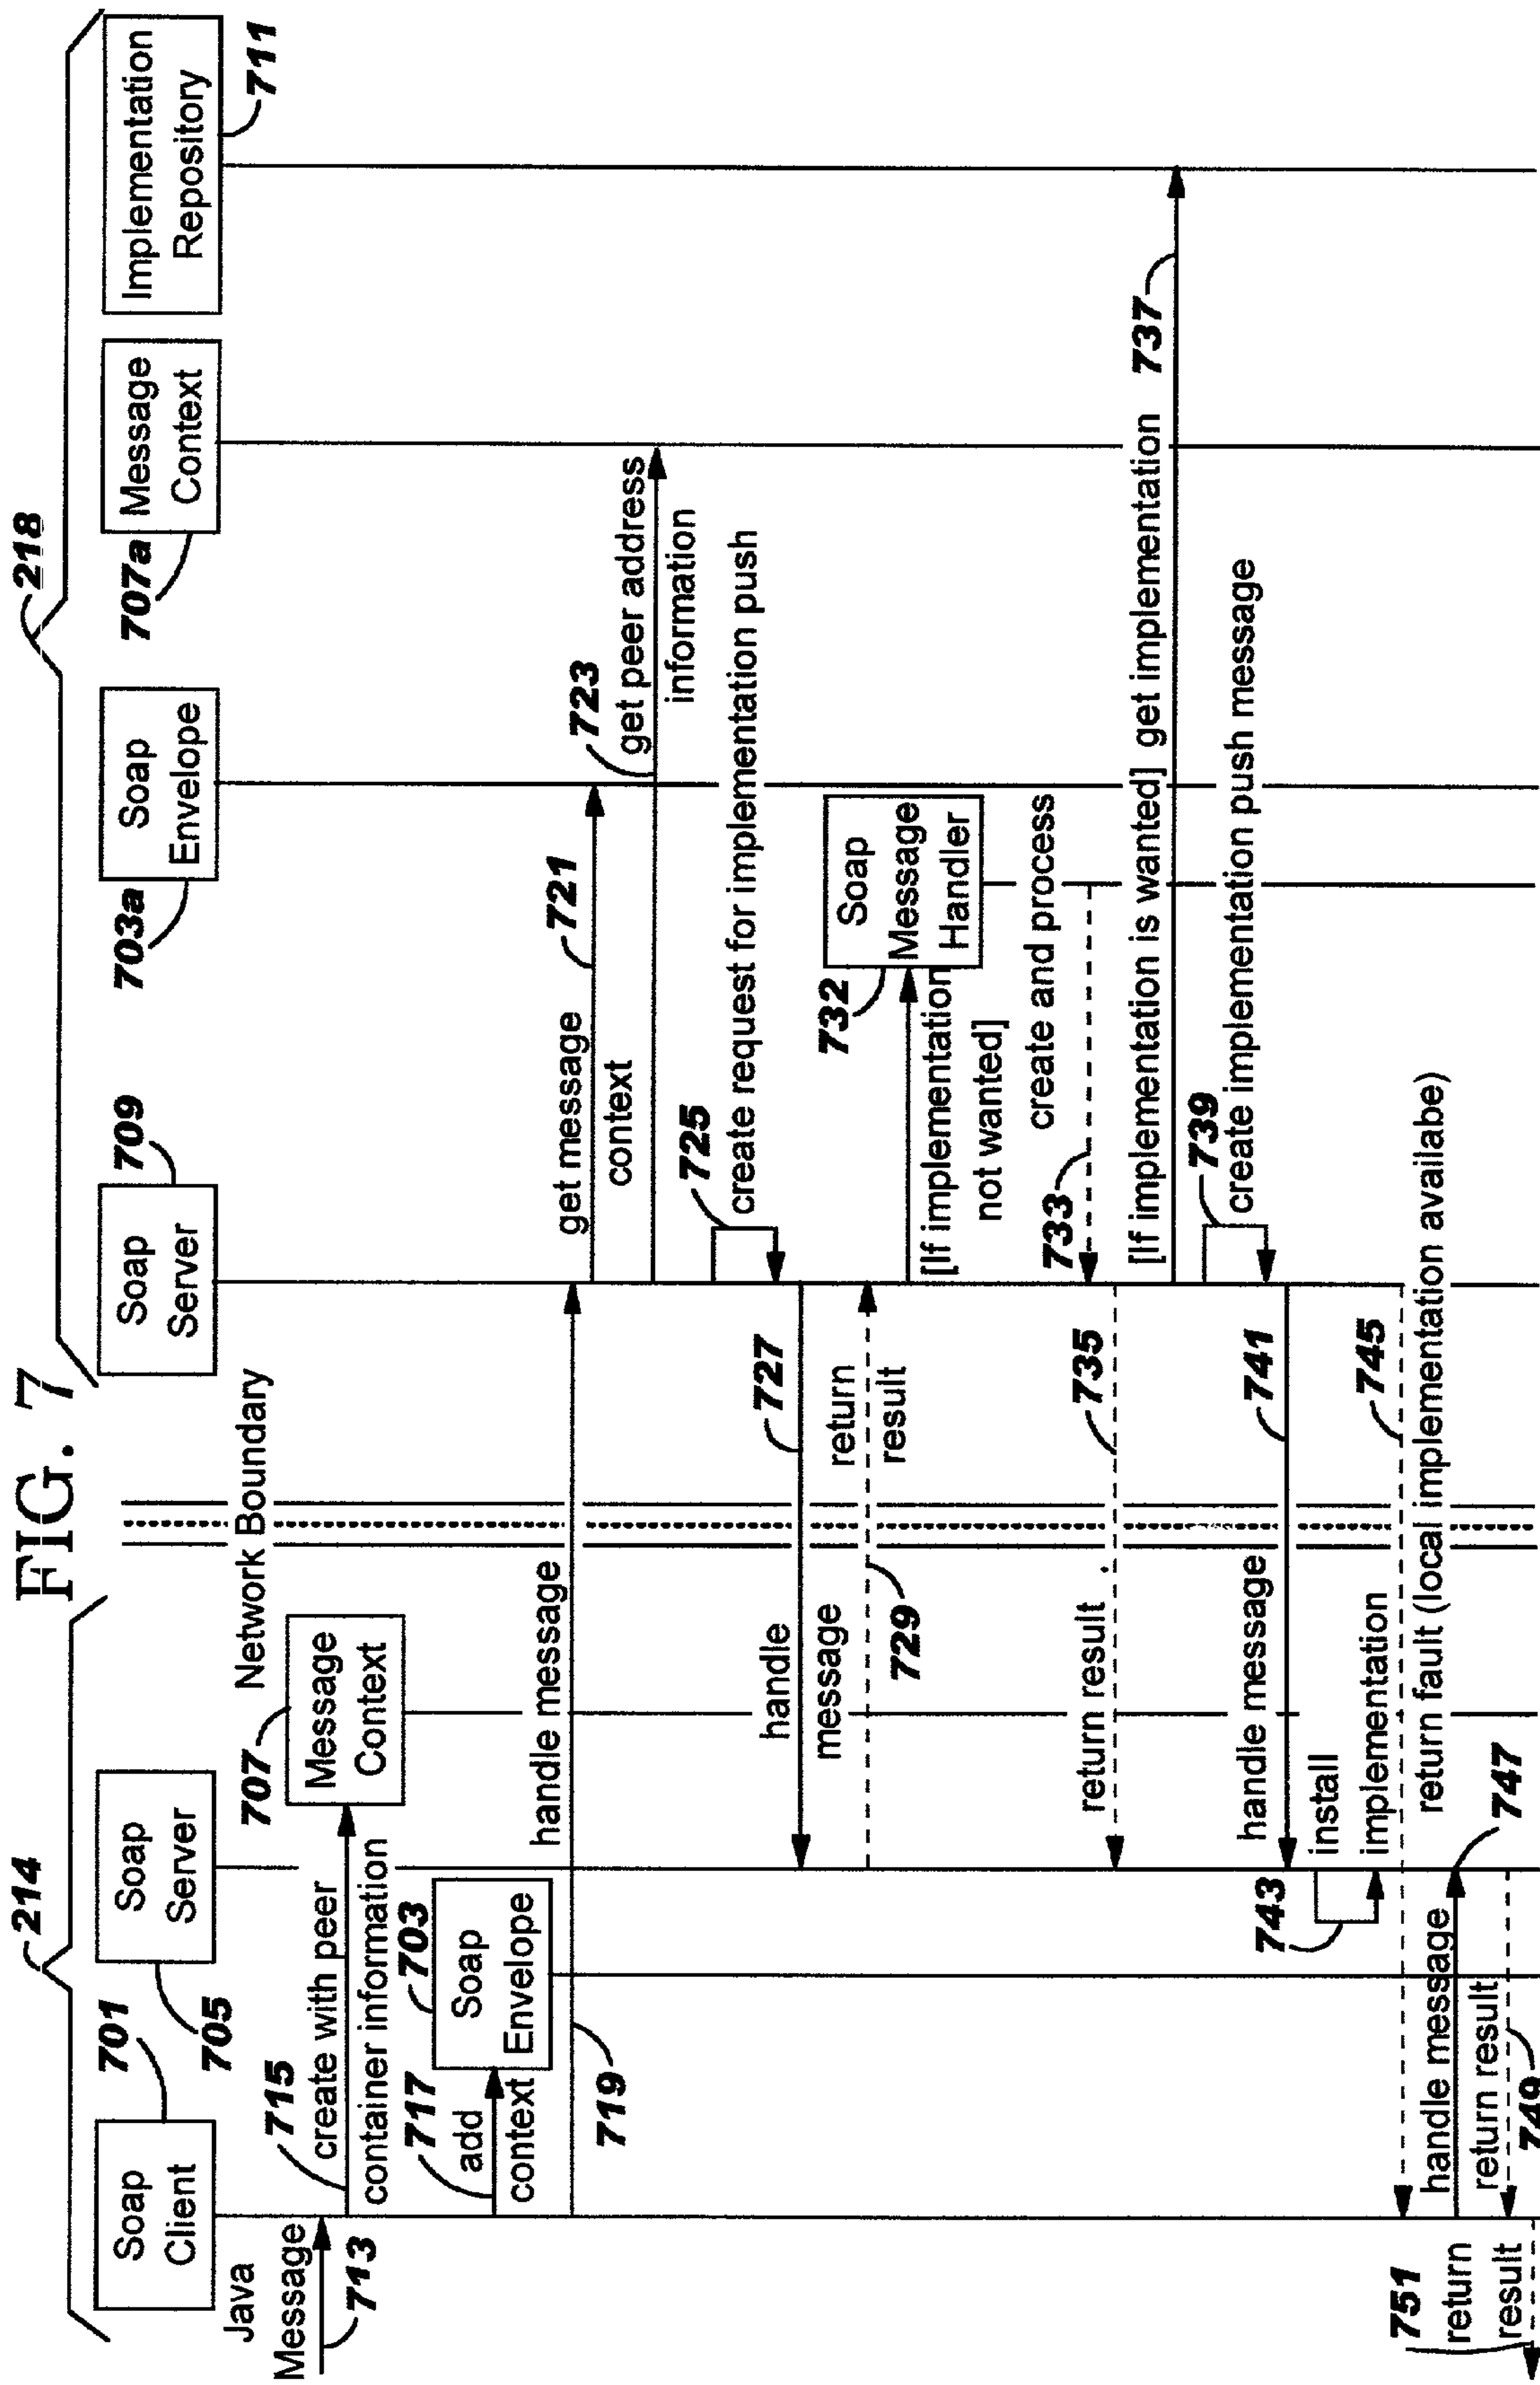 FIG. 7
214
218
701
Soap
Client
705
Soap
Server
Network Boundary
709
Soap
Server
703a
Soap
Envelope
707a
Message
Context
Implementation
Repository
711
Java
Message
713
715
create with peer
container information
707
Message
Context
717
add
context
703
Soap
Envelope
719
handle message
get message
context
721
723
get peer address
information
725
create request for implementation push
727
handle
message
return
result
729
732
Soap
Message
Handler
[If implementation
not wanted]
create and process
733
735
return result
[If implementation is wanted] get implementation
737
739
create implementation push message
741
handle message
743
install
implementation
745
return fault (local implementation availabe)
handle message
747
return result
749
751
return
result